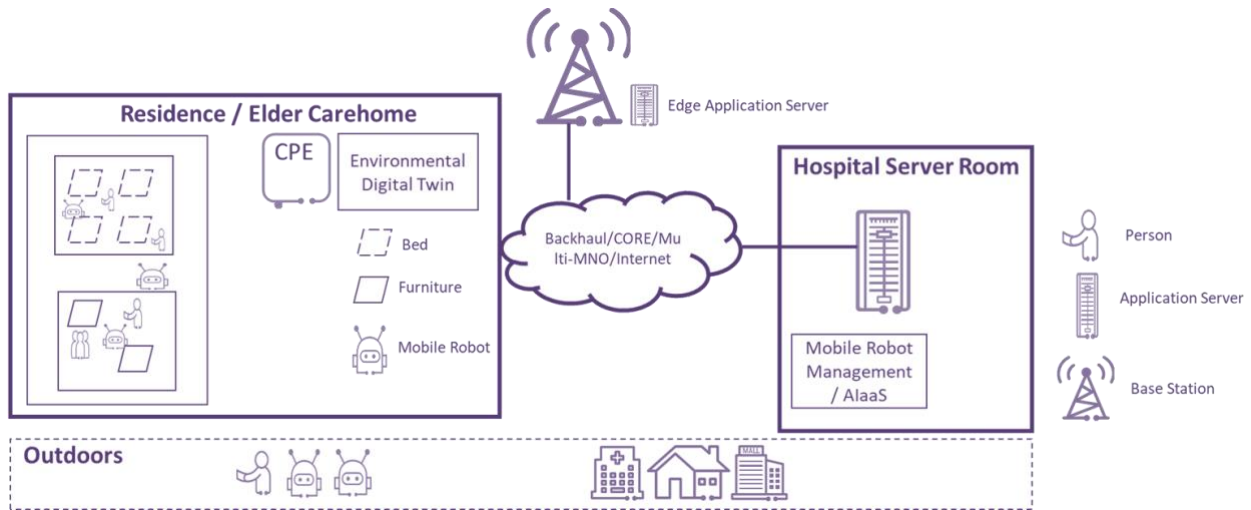 Edge Application Server
Residence / Elder Carehome
CPE
Environmental
Digital Twin
Bed
Furniture
Mobile Robot
Backhaul/CORE/Mu
lti-MNO/Internet
Hospital Server Room
Mobile Robot
Management
/ AIaaS
Person
Application Server
Base Station
Outdoors
MALL